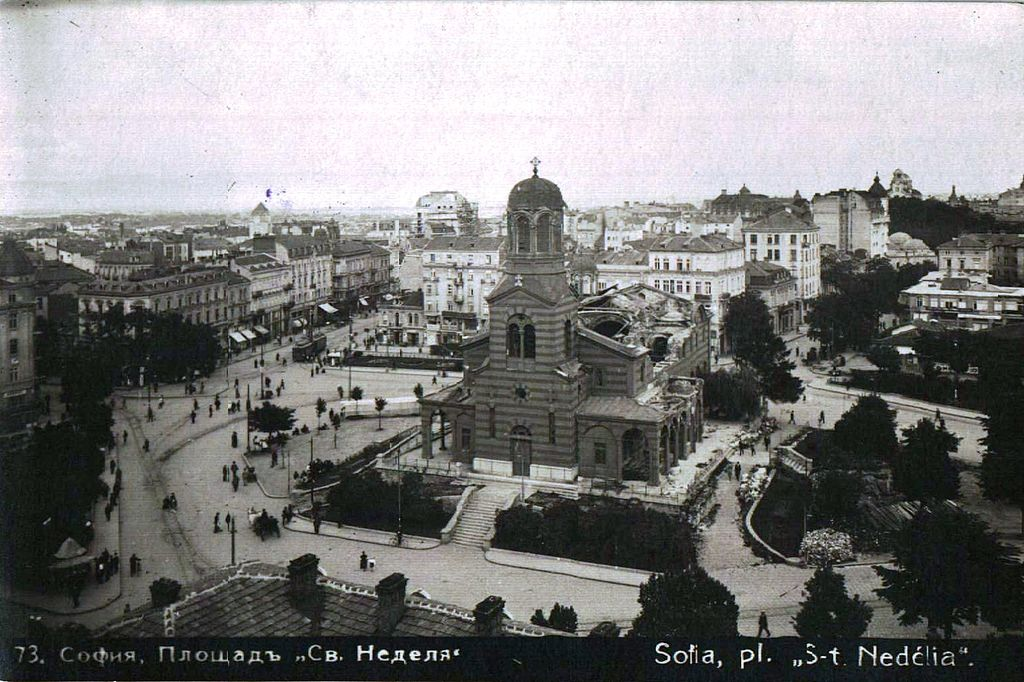 73. София, Площадъ „Св. Неделя“
Sofia, pl. „S-t. Nedélia“.